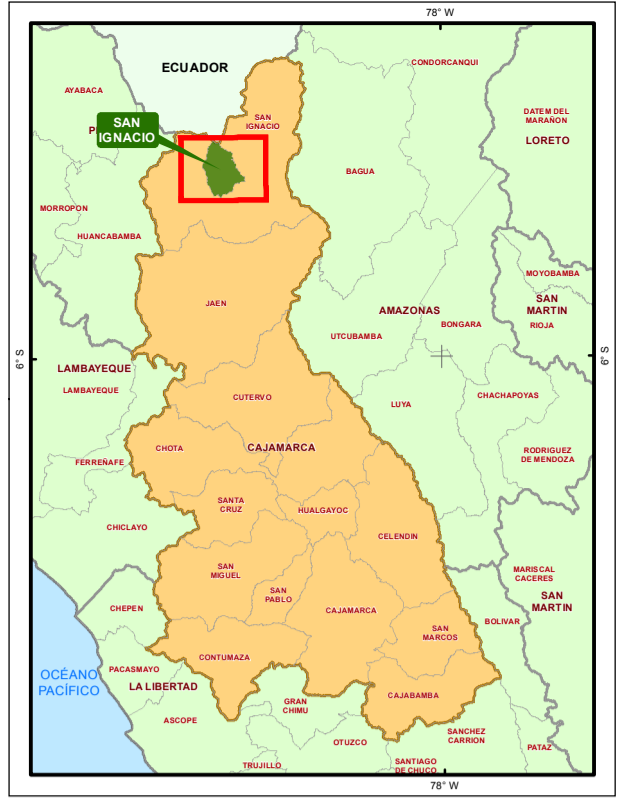 78° W
ECUADOR
CONDORCANQUI
AYABACA
DATEM DEL
MARAÑON
LORETO
SAN
IGNACIO
SAN
IGNACIO
BAGUA
MORROPON
HUANCABAMBA
MOYOBAMBA
SAN
MARTIN
RIOJA
JAEN
AMAZONAS
BONGARA
UTCUBAMBA
6° S
6° S
LAMBAYEQUE
LAMBAYEQUE
CUTERVO
LUYA
CHACHAPOYAS
CHOTA
CAJAMARCA
RODRIGUEZ
DE MENDOZA
FERREÑAFE
SANTA
CRUZ
HUALGAYOC
CHICLAYO
CELENDIN
SAN
MIGUEL
MARISCAL
CACERES
SAN
MARTIN
SAN
PABLO
CHEPEN
CAJAMARCA
BOLIVAR
SAN
MARCOS
CONTUMAZA
PACASMAYO
OCÉANO
PACÍFICO
LA LIBERTAD
CAJABAMBA
GRAN
CHIMU
ASCOPE
SANCHEZ
CARRION
OTUZCO
PATAZ
TRUJILLO
SANTIAGO
DE CHUCO
78° W